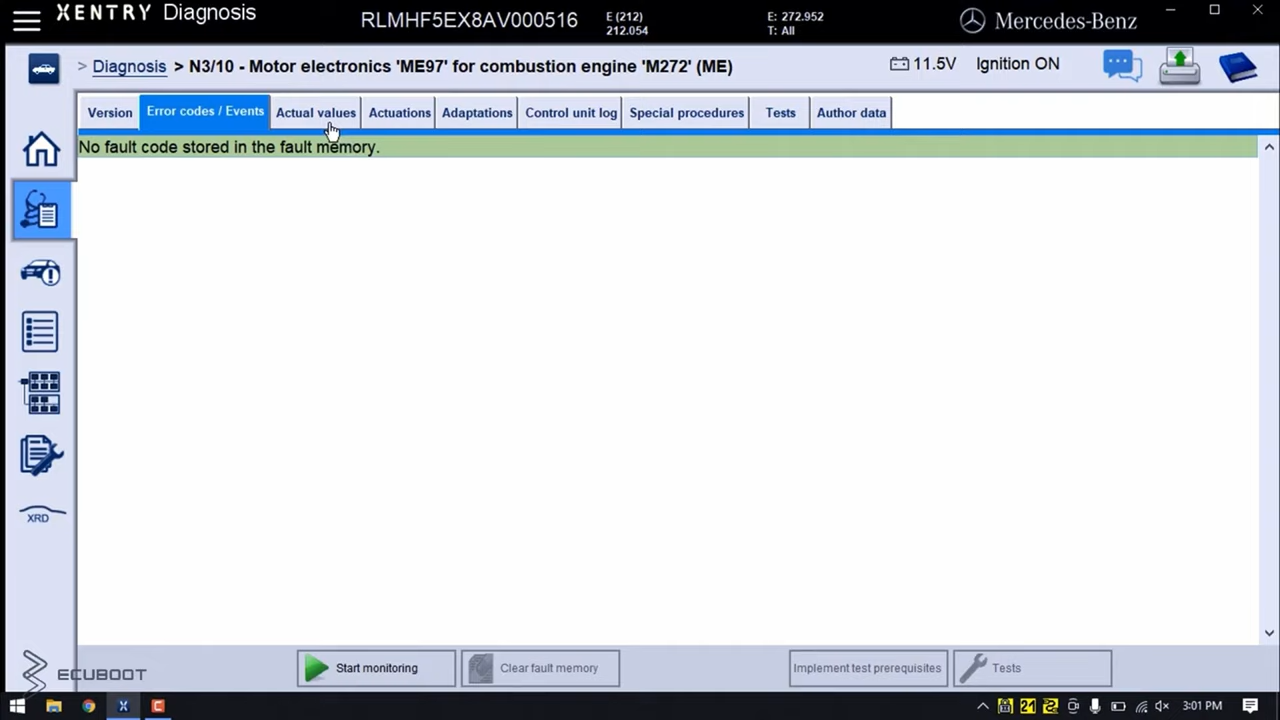 XENTRY Diagnosis
RLMHF5EX8AV000516
E (212)
212.054
E: 272.952
T: All
Mercedes-Benz
> Diagnosis > N3/10 - Motor electronics 'ME97' for combustion engine 'M272' (ME)
11.5V
Ignition ON
Version
Error codes / Events
Actual values
Actuations
Adaptations
Control unit log
Special procedures
Tests
Author data
No fault code stored in the fault memory.
XRD
ECUBOOT
Start monitoring
Clear fault memory
Implement test prerequisites
Tests
X
C
21
3:01 PM